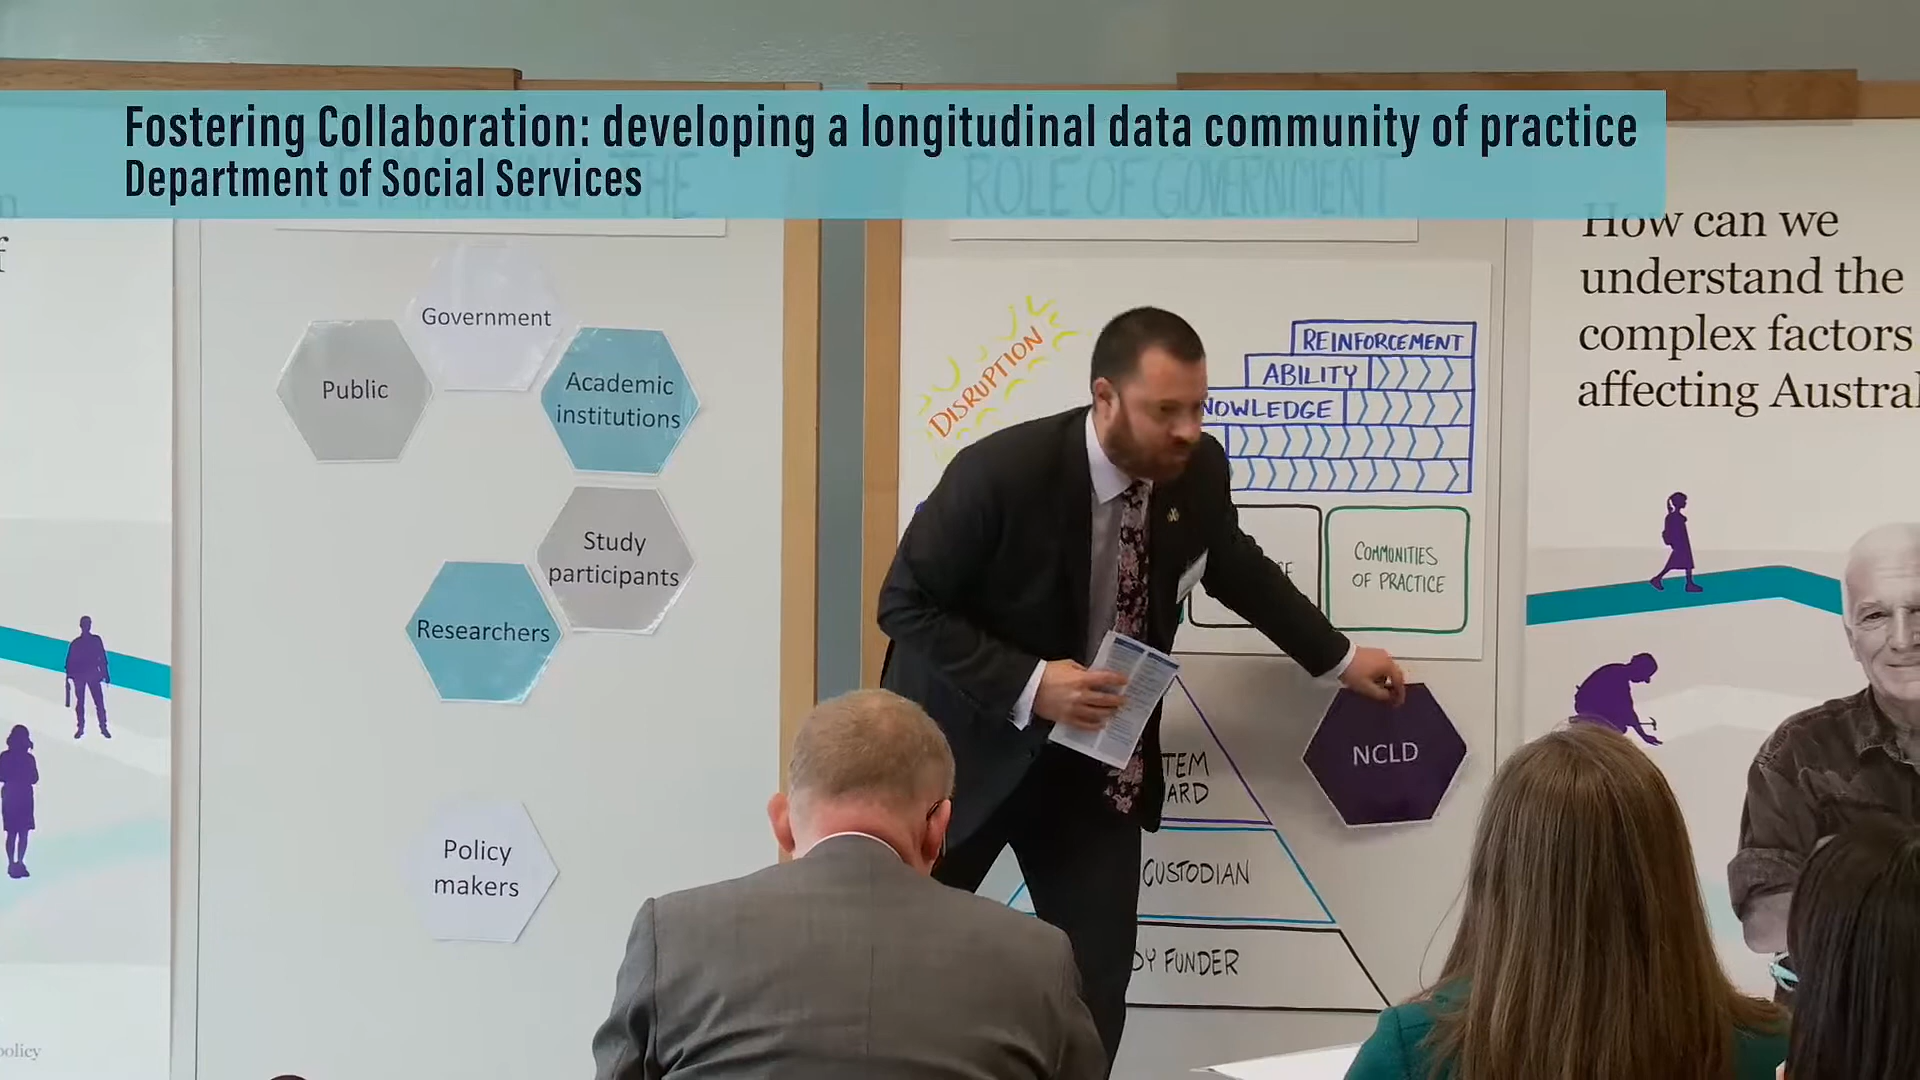 Fostering Collaboration: developing a longitudinal data community of practice
Department of Social Services
THE
ROLE OF GOVERNMENT
How can we
understand the
complex factors
affecting Austral
Government
Public
Academic
institutions
Study
participants
Researchers
Policy
makers
DISRUPTION
REINFORCEMENT
ABILITY
NOWLEDGE
COMMUNITIES
OF PRACTICE
NCLD
TEM
ARD
CUSTODIAN
DY FUNDER
policy